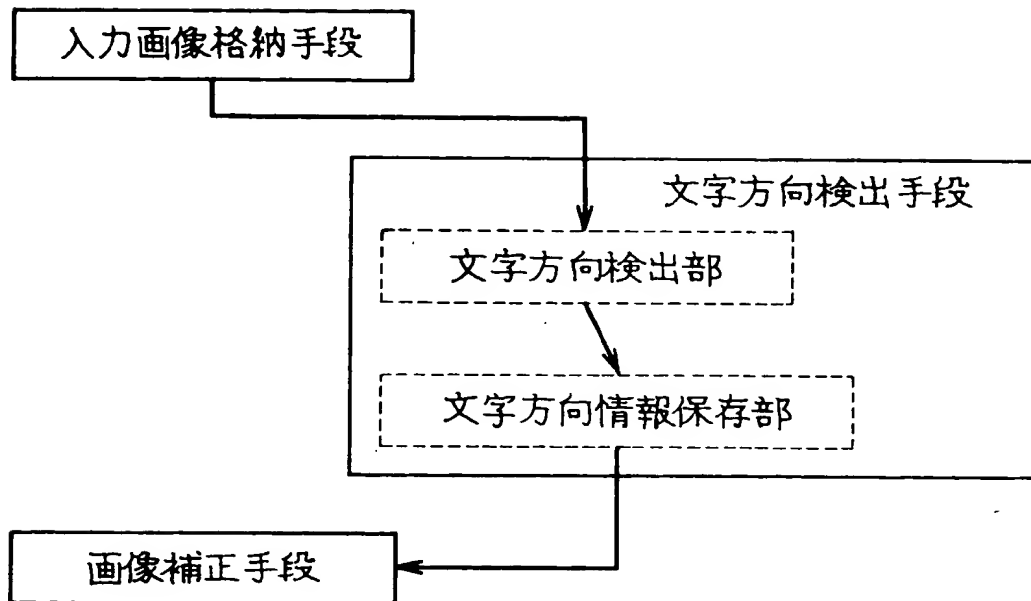 入力画像格納手段
文字方向検出手段
文字方向検出部
文字方向情報保存部
画像補正手段